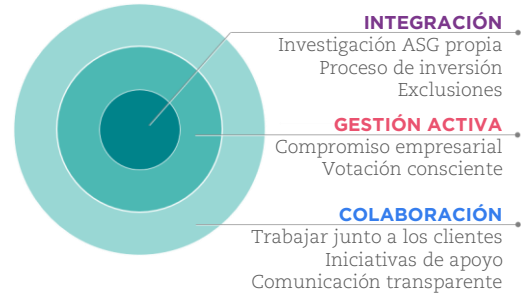 INTEGRACIÓN
Investigación ASG propia
Proceso de inversión
Exclusiones
GESTIÓN ACTIVA
Compromiso empresarial
Votación consciente
COLABORACIÓN
Trabajar junto a los clientes
Iniciativas de apoyo
Comunicación transparente